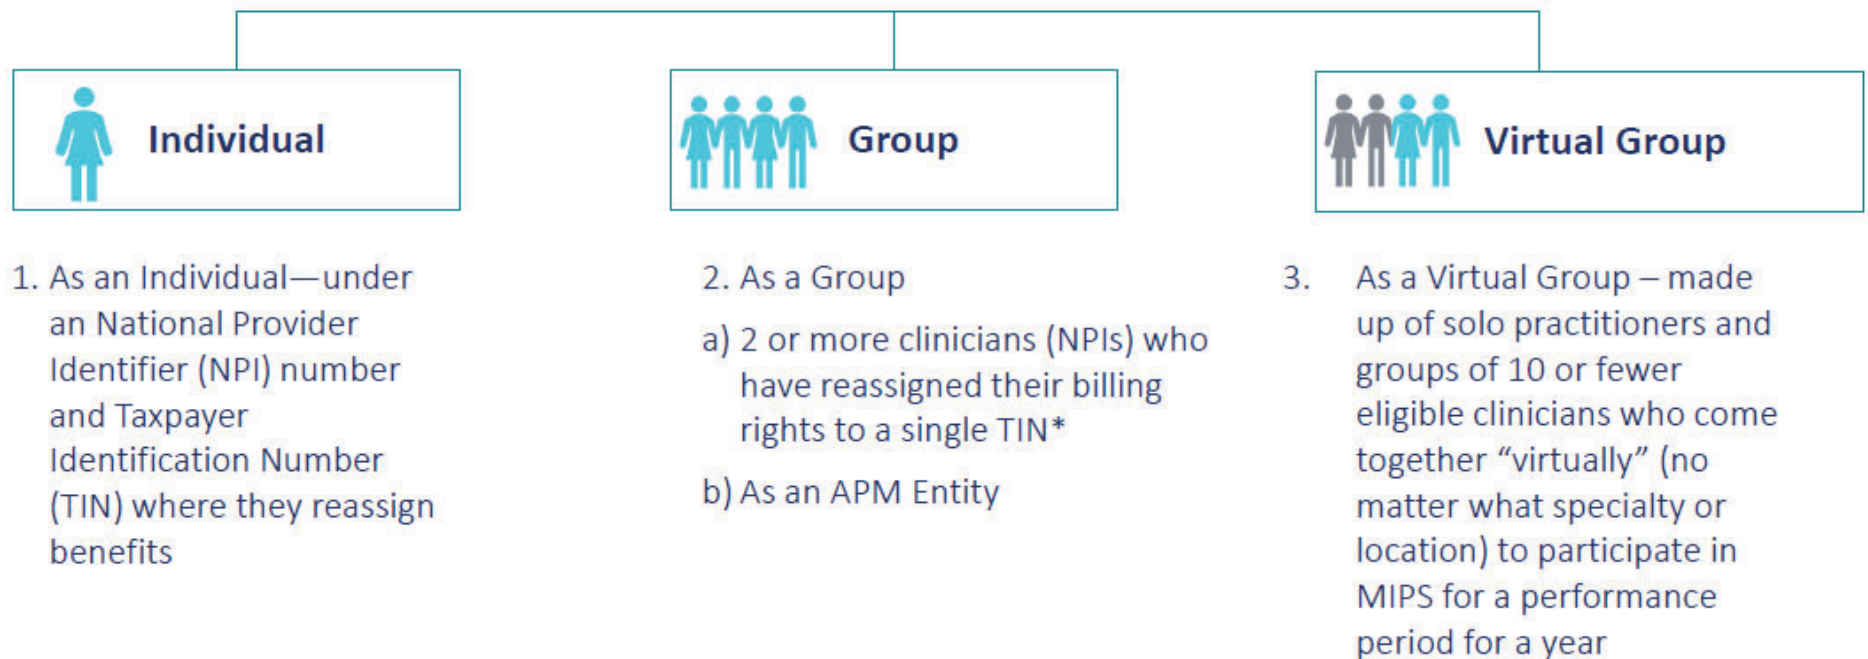 Individual
Group
Virtual Group
1. As an Individual—under
an National Provider
Identifier (NPI) number
and Taxpayer
Identification Number
(TIN) where they reassign
benefits
2. As a Group
a) 2 or more clinicians (NPIs) who
have reassigned their billing
rights to a single TIN*
b) As an APM Entity
3. As a Virtual Group – made
up of solo practitioners and
groups of 10 or fewer
eligible clinicians who come
together “virtually” (no
matter what specialty or
location) to participate in
MIPS for a performance
period for a year